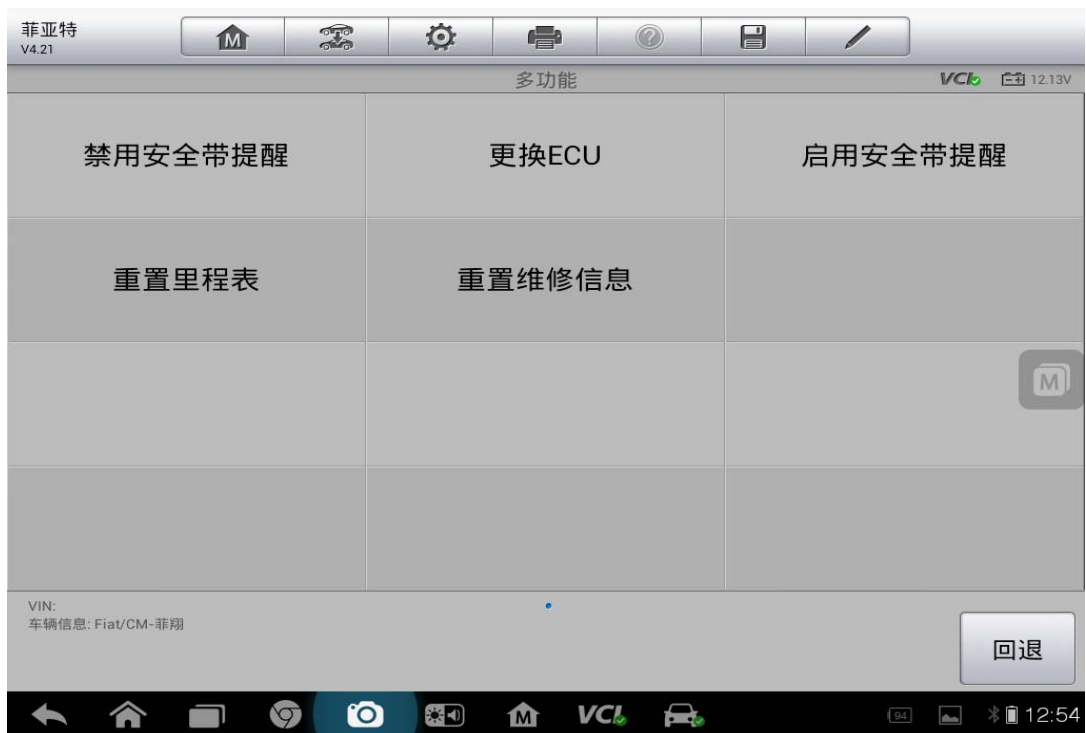 菲亚特
V4.21
M
多功能
VCI
12.13V
禁用安全带提醒
更换ECU
启用安全带提醒
重置里程表
重置维修信息
M
VIN:
车辆信息: Fiat/CM-菲翔
回退
M
VCI
94
12:54